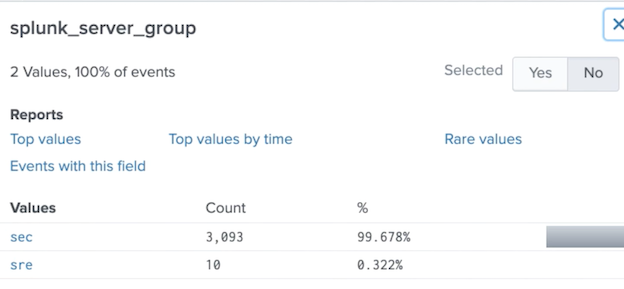 splunk_server_group
2 Values, 100% of events Selected Yes No
Reports
Top values Top values by time Rare values
Events with this field
Values Count %
sec 3,093 99.678%
sre 10 0.322%